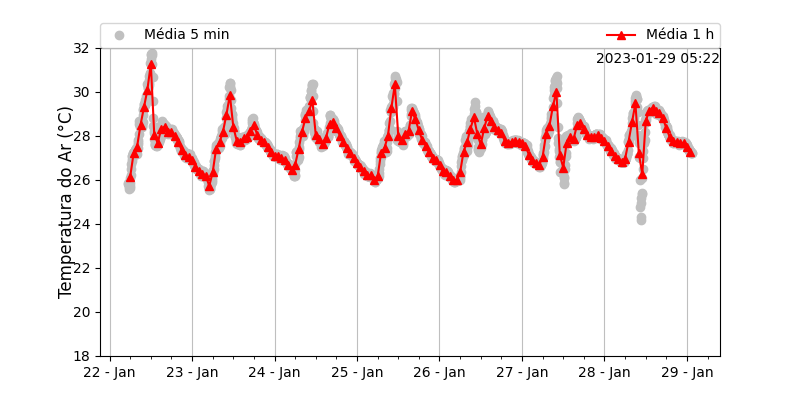 Média 5 min
Média 1 h
2023-01-29 05:22
Temperatura do Ar (°C)
32
30
28
26
24
22
20
18
22 - Jan
23 - Jan
24 - Jan
25 - Jan
26 - Jan
27 - Jan
28 - Jan
29 - Jan